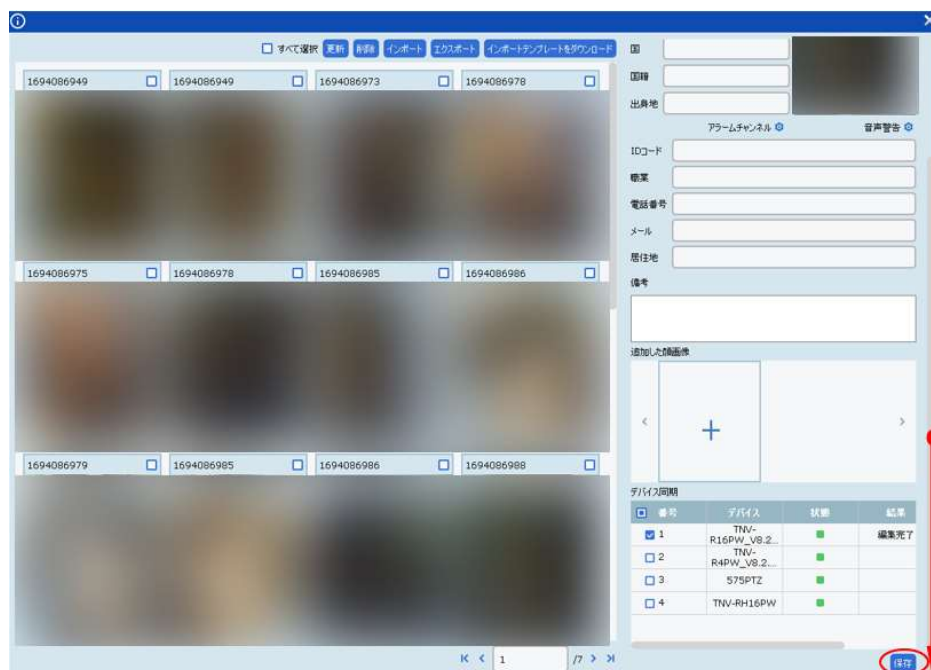 すべて選択 更新 削除 インポート エクスポート インポートテンプレートをダウンロード
1694086949 1694086949 1694086973 1694086978
1694086975 1694086978 1694086985 1694086986
1694086979 1694086985 1694086986 1694086988
1 /7
国
国籍
出身地
アラームチャンネル 音声警告
IDコード
職業
電話番号
メール
居住地
備考
追加した顔画像
デバイス同期
番号 デバイス 状態 結果
1 TNV-R16PW_V8.2... 編集完了
2 TNV-R4PW_V8.2...
3 575PTZ
4 TNV-RH16PW
保存